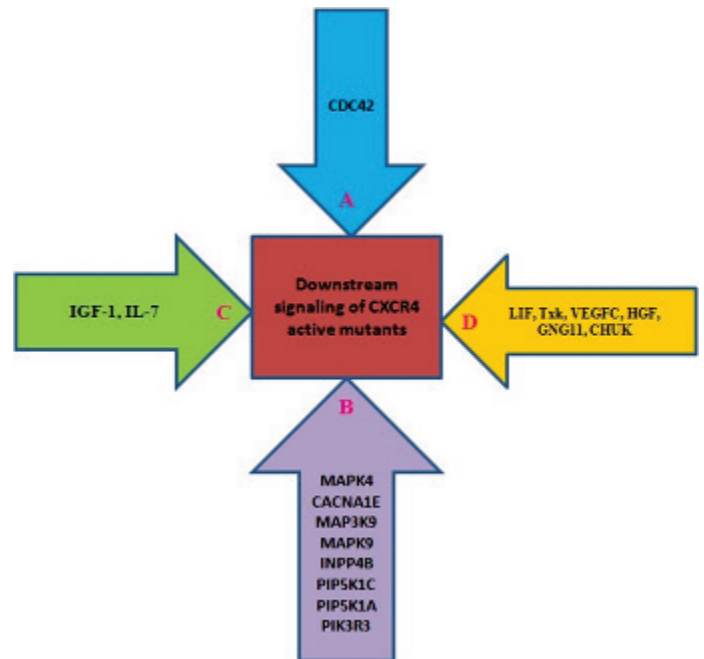 CDC42
A
Downstream
signaling of CXCR4
active mutants
IGF-1, IL-7
C
D
LIF, Txk, VEGFC, HGF,
GNG11, CHUK
B
MAPK4
CACNA1E
MAP3K9
MAPK9
INPP4B
PIP5K1C
PIP5K1A
PIK3R3